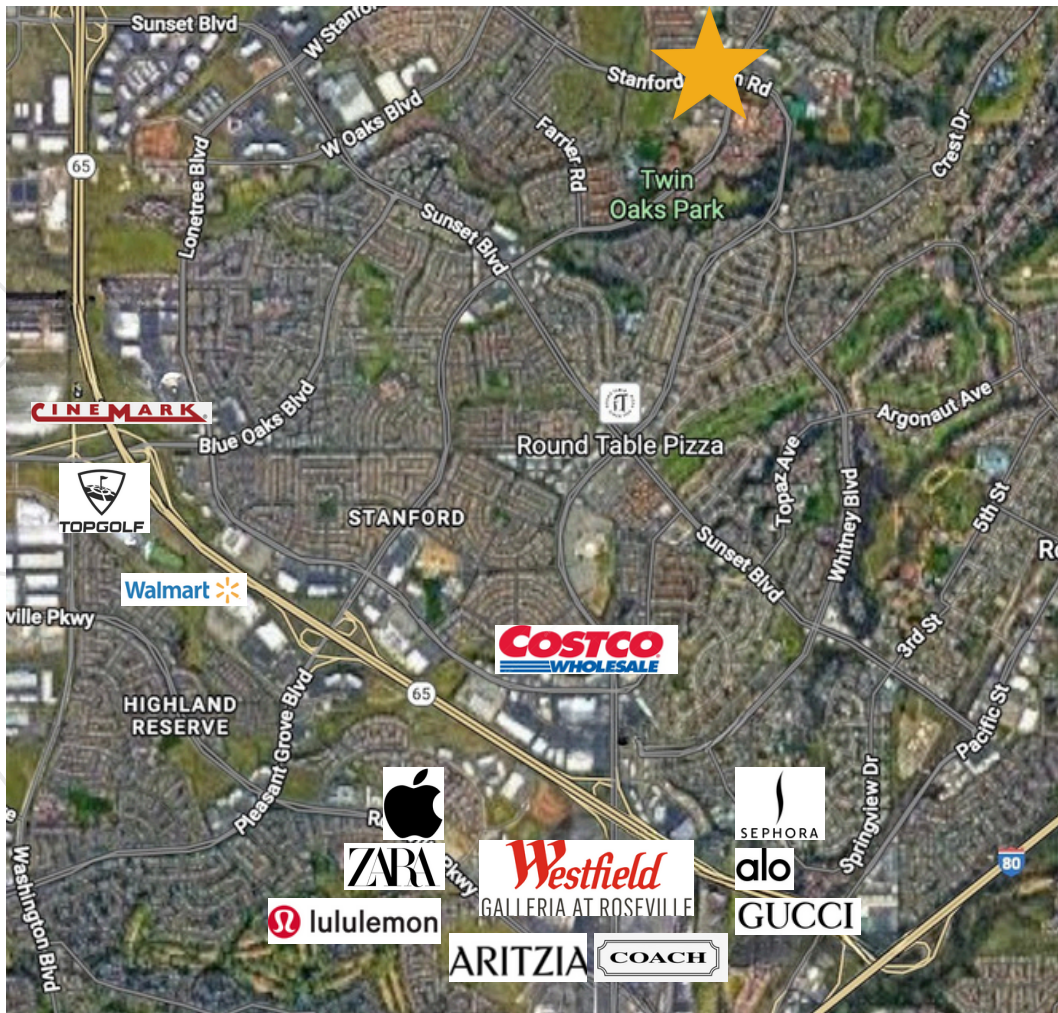 Sunset Blvd
W Stanfo
Stanford
n Rd
W Oaks Blvd
65
Farrier Rd
Crest Dr
Lonetree Blvd
Twin
Oaks Park
Sunset Blvd
CINEMARK
Blue Oaks Blvd
Round Table Pizza
Argonaut Ave
Topaz Ave
TOPGOLF
STANFORD
5th St
Whitney Blvd
Sunset Blvd
Ro
Walmart
ville Pkwy
COSTCO
WHOLESALE
3rd St
65
HIGHLAND
RESERVE
Pleasant Grove Blvd
Pacific St
SEPHORA
Springview Dr
R
Pkwy
ZARA
Westfield
GALLERIA AT ROSEVILLE
alo
80
Washington Blvd
lululemon
GUCCI
ARITZIA
COACH